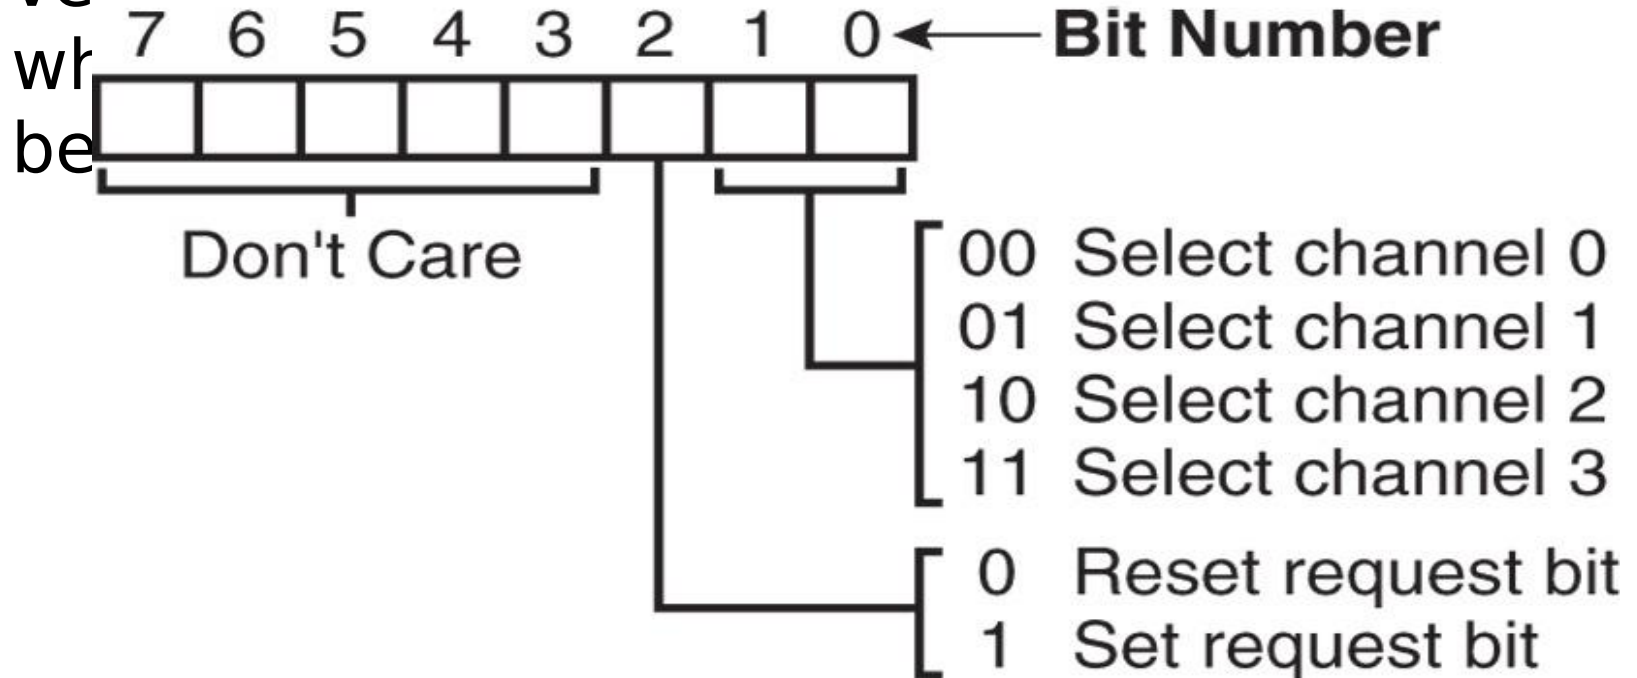 7 6 5 4 3 2 1 0 Bit Number
be
Don't Care
00 Select channel 0
01 Select channel 1
10 Select channel 2
11 Select channel 3
0 Reset request bit
1 Set request bit